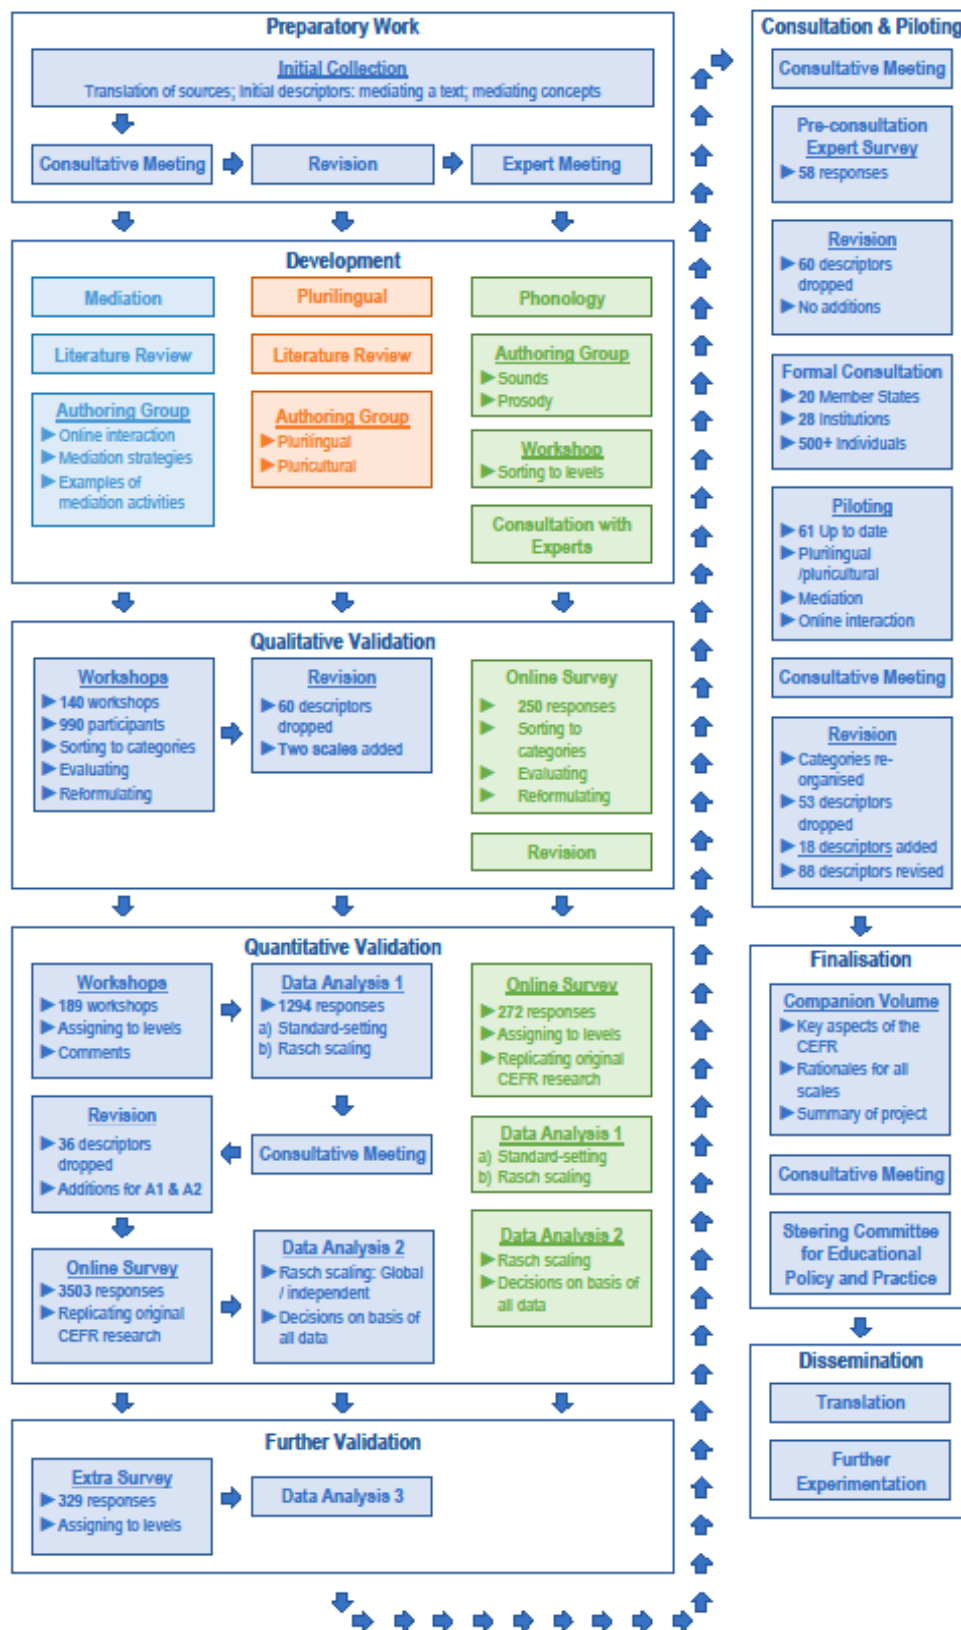 Preparatory Work
Initial Collection
Translation of sources; Initial descriptors: mediating a text; mediating concepts
Consultative Meeting
Revision
Expert Meeting
Development
Mediation
Literature Review
Authoring Group
Online interaction
Mediation strategies
Examples of
mediation activities
Plurilingual
Literature Review
Authoring Group
Plurilingual
Pluricultural
Phonology
Authoring Group
Sounds
Prosody
Workshop
Sorting to levels
Consultation with
Experts
Qualitative Validation
Workshops
140 workshops
990 participants
Sorting to categories
Evaluating
Reformulating
Revision
60 descriptors
dropped
Two scales added
Online Survey
250 responses
Sorting to
categories
Evaluating
Reformulating
Revision
Quantitative Validation
Workshops
189 workshops
Assigning to levels
Comments
Data Analysis 1
1294 responses
a) Standard-setting
b) Rasch scaling
Consultative Meeting
Revision
36 descriptors
dropped
Additions for A1 & A2
Online Survey
3503 responses
Replicating original
CEFR research
Data Analysis 2
Rasch scaling: Global
/ independent
Decisions on basis of
all data
Online Survey
272 responses
Assigning to levels
Replicating original
CEFR research
Data Analysis 1
a) Standard-setting
b) Rasch scaling
Data Analysis 2
Rasch scaling
Decisions on basis of
all data
Further Validation
Extra Survey
329 responses
Assigning to levels
Data Analysis 3
Consultation & Piloting
Consultative Meeting
Pre-consultation
Expert Survey
58 responses
Revision
60 descriptors
dropped
No additions
Formal Consultation
20 Member States
28 Institutions
500+ Individuals
Piloting
61 Up to date
Plurilingual
/pluricultural
Mediation
Online interaction
Consultative Meeting
Revision
Categories re-
organised
53 descriptors
dropped
18 descriptors added
88 descriptors revised
Finalisation
Companion Volume
Key aspects of the
CEFR
Rationales for all
scales
Summary of project
Consultative Meeting
Steering Committee
for Educational
Policy and Practice
Dissemination
Translation
Further
Experimentation